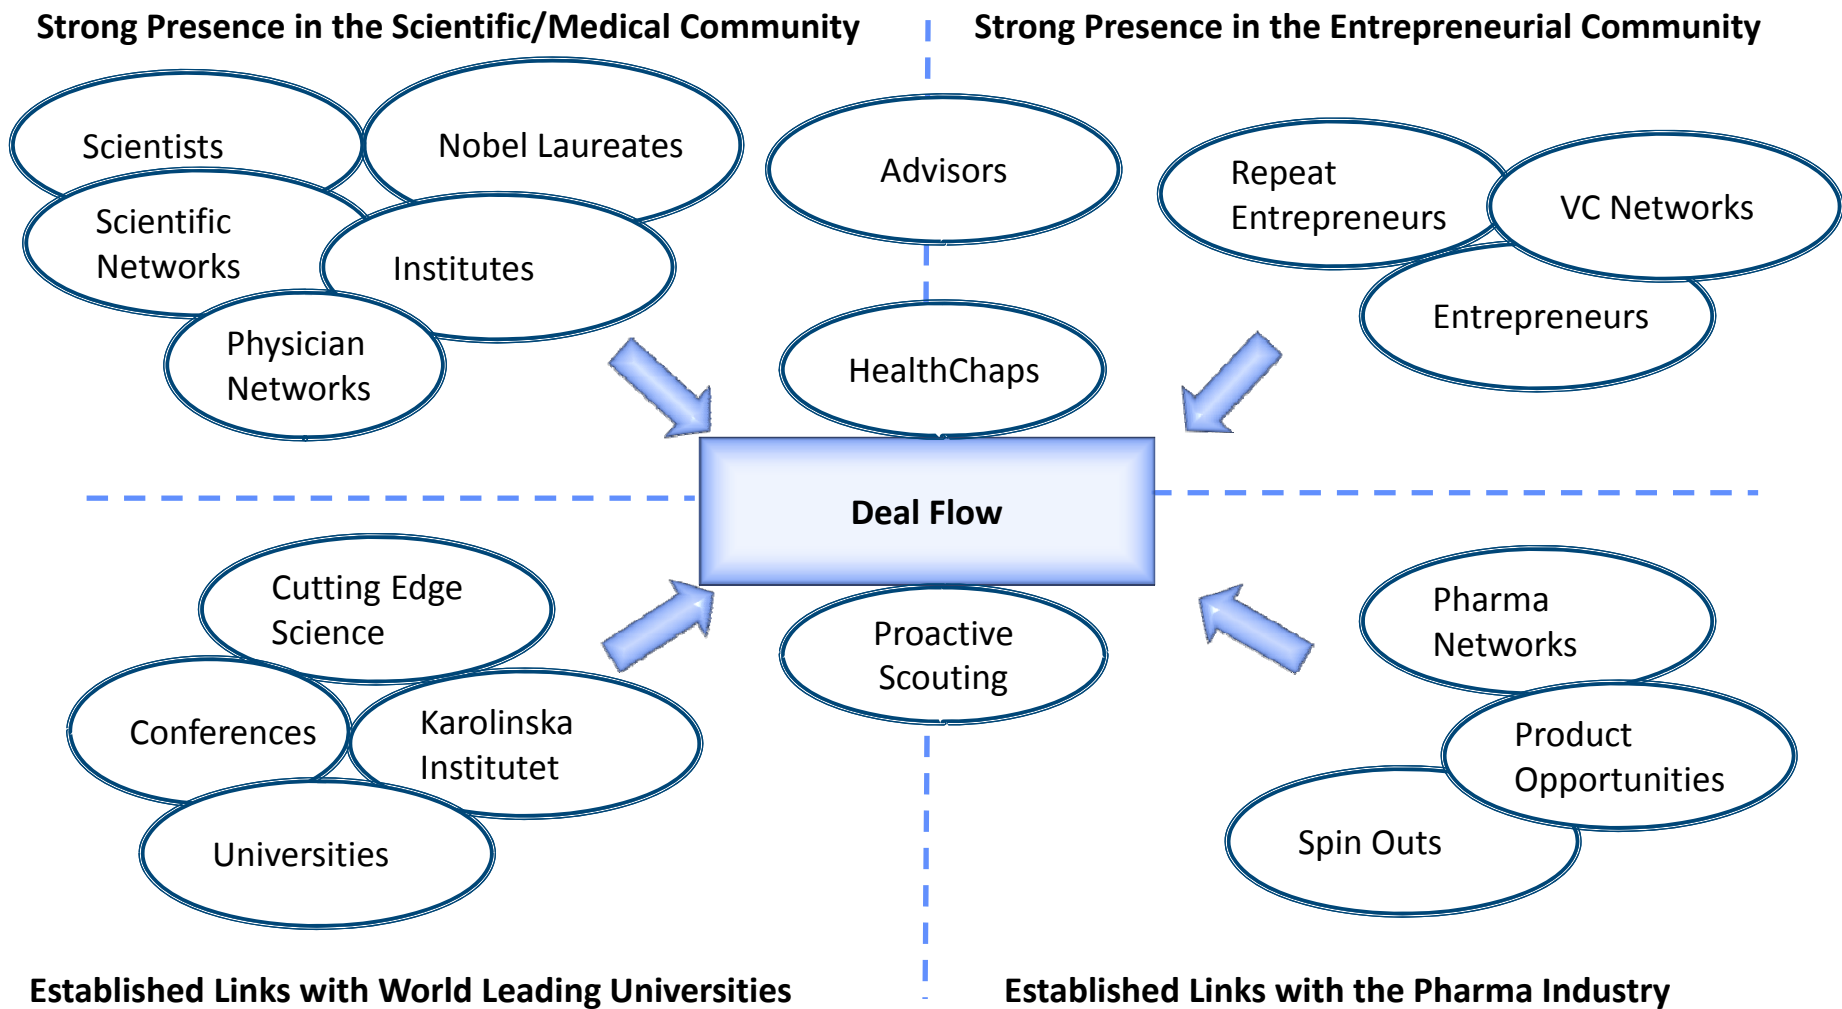 Strong Presence in the Scientific/Medical Community
Strong Presence in the Entrepreneurial Community
Scientists
Nobel Laureates
Scientific
Networks
Institutes
Physician
Networks
Advisors
HealthChaps
Repeat
Entrepreneurs
VC Networks
Entrepreneurs
Deal Flow
Cutting Edge
Science
Conferences
Karolinska
Institutet
Universities
Proactive
Scouting
Pharma
Networks
Product
Opportunities
Spin Outs
Established Links with World Leading Universities
Established Links with the Pharma Industry